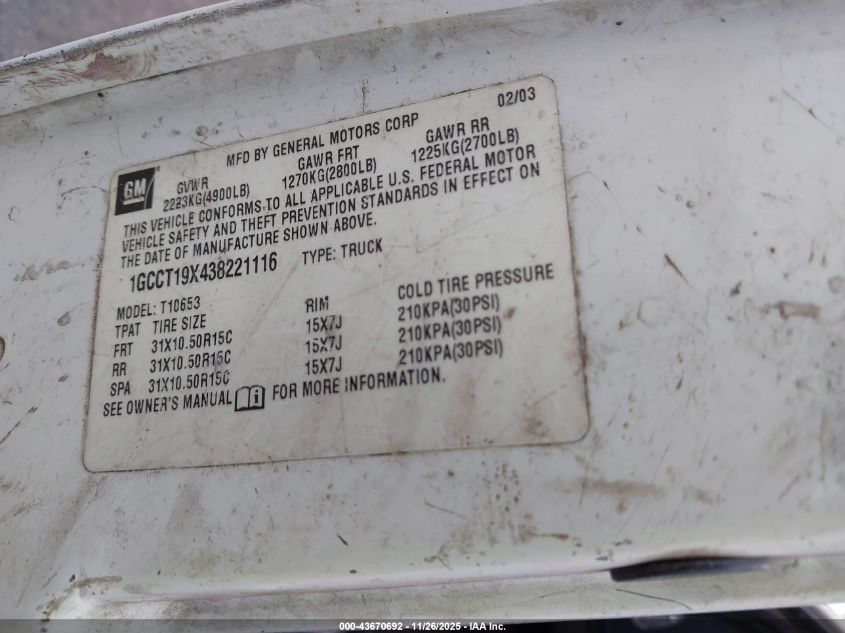 02/03
MFD BY GENERAL MOTORS CORP
GM
GVWR GAWR FRT GAWR RR
2223KG(4900LB) 1270KG(2800LB) 1225KG(2700LB)
THIS VEHICLE CONFORMS TO ALL APPLICABLE U.S. FEDERAL MOTOR
VEHICLE SAFETY AND THEFT PREVENTION STANDARDS IN EFFECT ON
THE DATE OF MANUFACTURE SHOWN ABOVE.
1GCCT19X438221116 TYPE: TRUCK
MODEL: T10653
TPAT TIRE SIZE RIM COLD TIRE PRESSURE
FRT 31X10.50R15C 15X7J 210KPA(30PSI)
RR 31X10.50R15C 15X7J 210KPA(30PSI)
SPA 31X10.50R15C 15X7J 210KPA(30PSI)
SEE OWNER'S MANUAL FOR MORE INFORMATION.
000-43670692 - 11/26/2025 - IAA Inc.